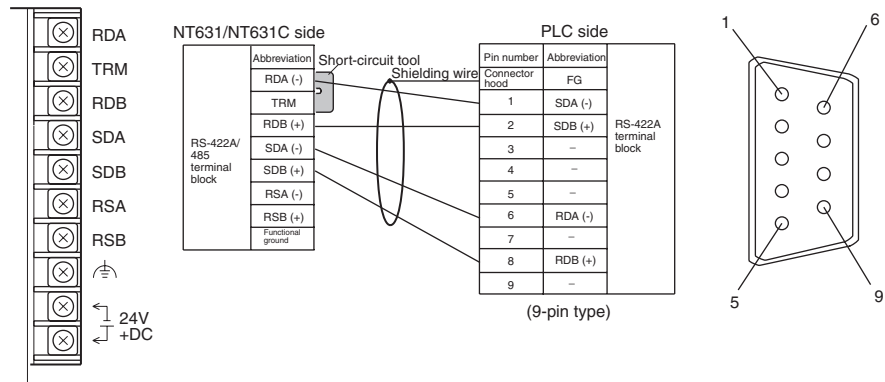 RDA
TRM
RDB
SDA
SDB
RSA
RSB
24V
+DC
NT631/NT631C side
RS-422A/
485
terminal
block
Abbreviation
RDA (-)
TRM
RDB (+)
SDA (-)
SDB (+)
RSA (-)
RSB (+)
Functional
ground
Short-circuit tool
Shielding wire
PLC side
Pin number Abbreviation
Connector
hood FG
1 SDA (-)
2 SDB (+)
3 –
4 –
5 –
6 RDA (-)
7 –
8 RDB (+)
9 –
RS-422A
terminal
block
(9-pin type)
1
6
5
9